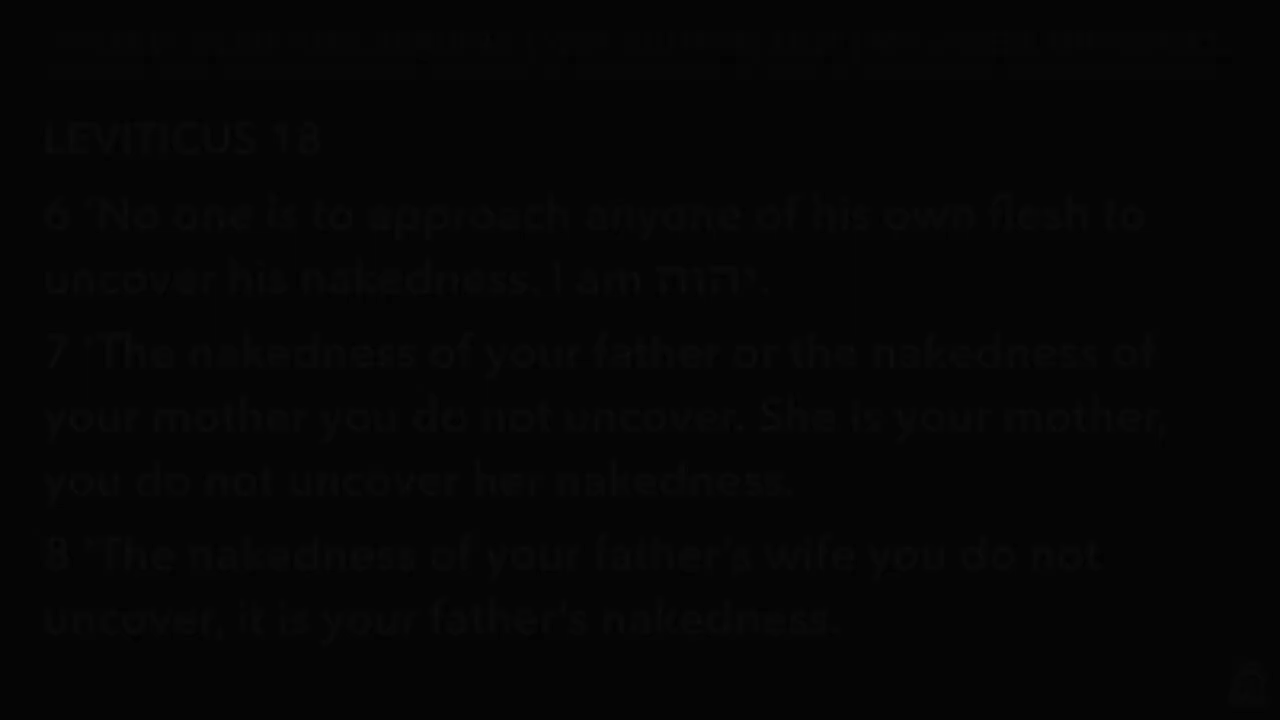 LEVITICUS 18
6 'No one is to approach anyone of his own flesh to
uncover his nakedness. I am יהוה.
7 'The nakedness of your father or the nakedness of
your mother you do not uncover. She is your mother,
you do not uncover her nakedness.
8 'The nakedness of your father's wife you do not
uncover, it is your father's nakedness.